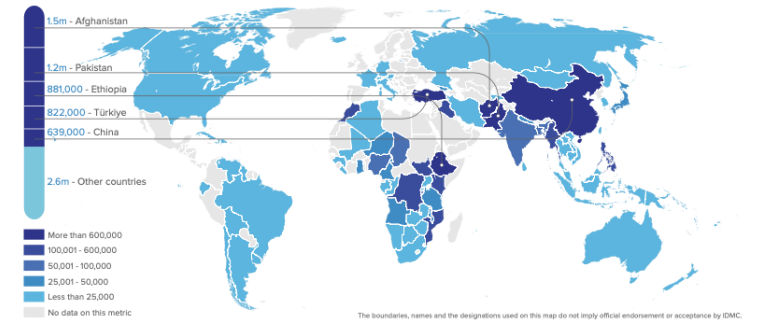 1.5m - Afghanistan
1.2m - Pakistan
881,000 - Ethiopia
822,000 - Türkiye
639,000 - China
2.6m - Other countries
More than 600,000
100,001 - 600,000
50,001 - 100,000
25,001 - 50,000
Less than 25,000
No data on this metric
The boundaries, names and the designations used on this map do not imply official endorsement or acceptance by IDMC.